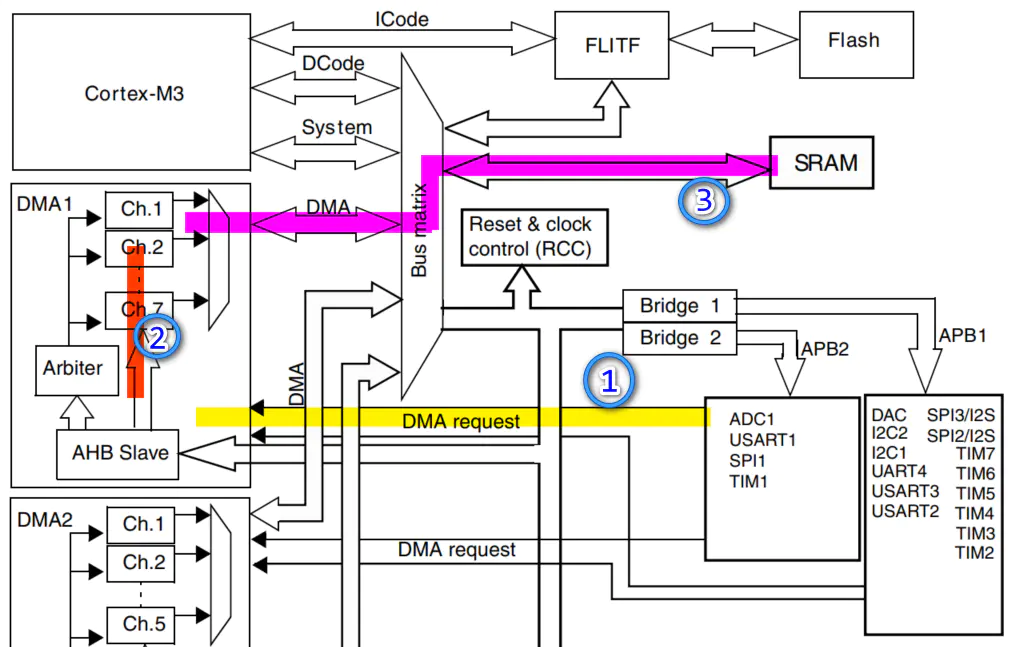 ICode
FLITF
Flash
Cortex-M3
DCode
System
SRAM
3
DMA1
Ch.1
DMA
Bus matrix
Ch.2
Reset & clock
control (RCC)
Ch.7
2
Bridge 1
Bridge 2
APB2
APB1
Arbiter
1
DMA
DMA request
AHB Slave
ADC1
USART1
SPI1
TIM1
DAC SPI3/I2S
I2C2 SPI2/I2S
I2C1 TIM7
UART4 TIM6
USART3 TIM5
USART2 TIM4
TIM3
TIM2
DMA2
Ch.1
DMA request
Ch.2
Ch.5